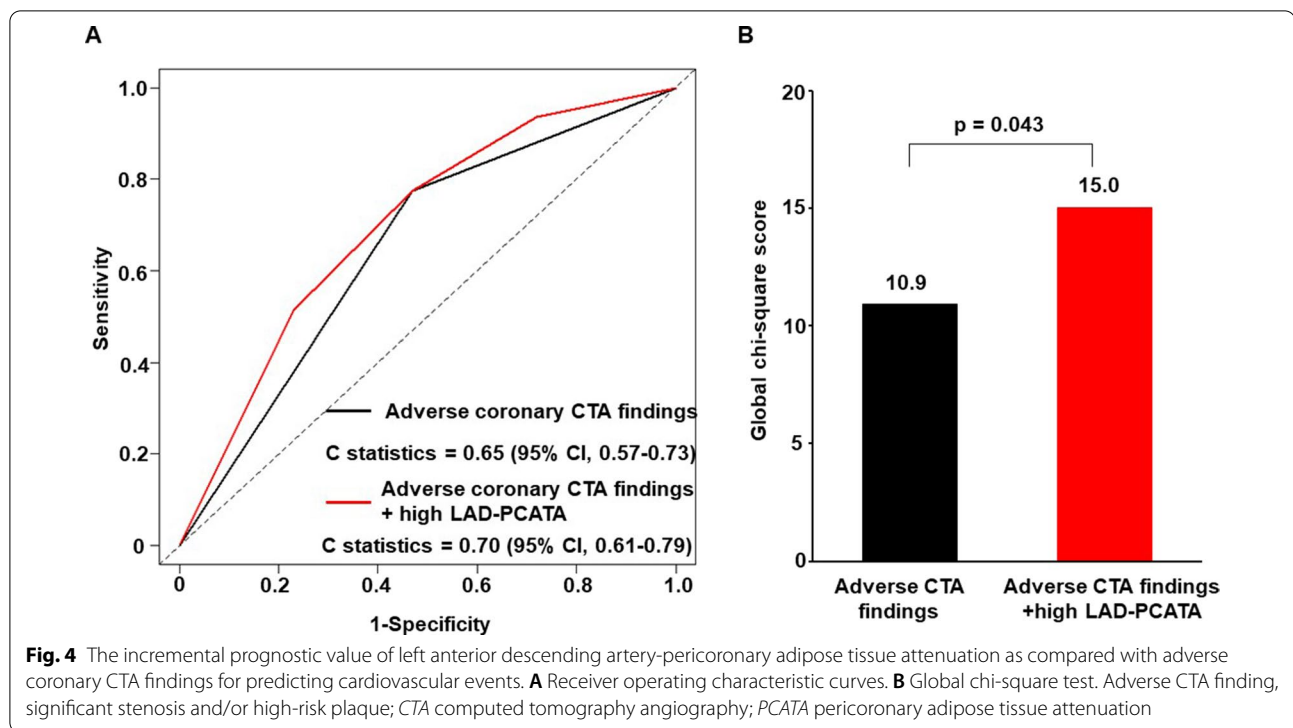 A
1.0
0.8
0.6
0.4
0.2
0
Sensitivity
0
0.2
0.4
0.6
0.8
1.0
1-Specificity
Adverse coronary CTA findings
C statistics = 0.65 (95% CI, 0.57-0.73)
Adverse coronary CTA findings
+ high LAD-PCATA
C statistics = 0.70 (95% CI, 0.61-0.79)
B
20
15
10
5
0
Global chi-square score
p = 0.043
10.9
15.0
Adverse CTA
findings
Adverse CTA findings
+high LAD-PCATA
Fig. 4 The incremental prognostic value of left anterior descending artery-pericoronary adipose tissue attenuation as compared with adverse
coronary CTA findings for predicting cardiovascular events. A Receiver operating characteristic curves. B Global chi-square test. Adverse CTA finding,
significant stenosis and/or high-risk plaque; CTA computed tomography angiography; PCATA pericoronary adipose tissue attenuation